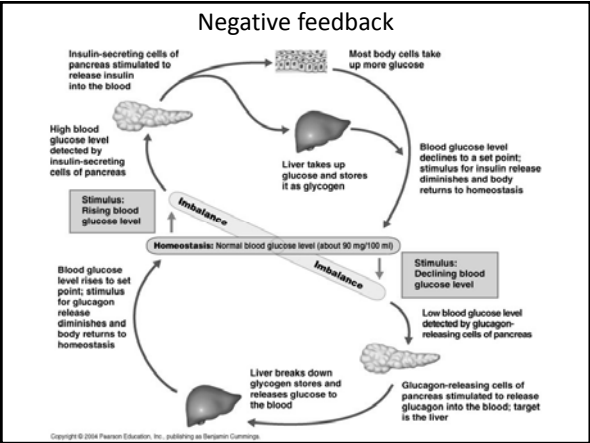 Negative feedback
Insulin-secreting cells of
pancreas stimulated to
release insulin
into the blood
Most body cells take
up more glucose
High blood
glucose level
detected by
insulin-secreting
cells of pancreas
Liver takes up
glucose and stores
it as glycogen
Blood glucose level
declines to a set point;
stimulus for insulin release
diminishes and body
returns to homeostasis
Stimulus:
Rising blood
glucose level
Imbalance
Homeostasis: Normal blood glucose level (about 90 mg/100 ml)
Imbalance
Stimulus:
Declining blood
glucose level
Blood glucose
level rises to set
point; stimulus
for glucagon
release
diminishes and
body returns to
homeostasis
Low blood glucose level
detected by glucagon-
releasing cells of pancreas
Liver breaks down
glycogen stores and
releases glucose to
the blood
Glucagon-releasing cells of
pancreas stimulated to release
glucagon into the blood; target
is the liver
Copyright © 2004 Pearson Education, Inc., publishing as Benjamin Cummings.